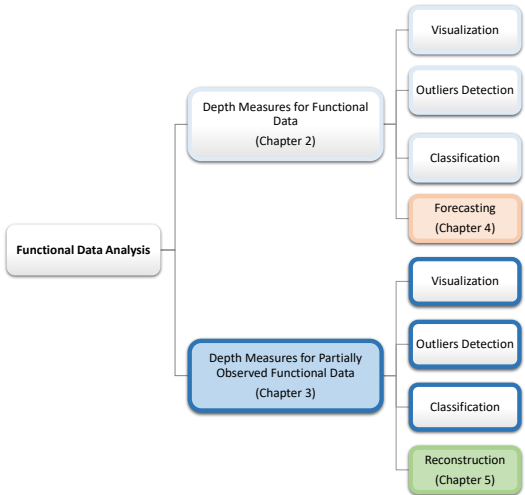 Functional Data Analysis
Depth Measures for Functional
Data
(Chapter 2)
Visualization
Outliers Detection
Classification
Forecasting
(Chapter 4)
Depth Measures for Partially
Observed Functional Data
(Chapter 3)
Visualization
Outliers Detection
Classification
Reconstruction
(Chapter 5)